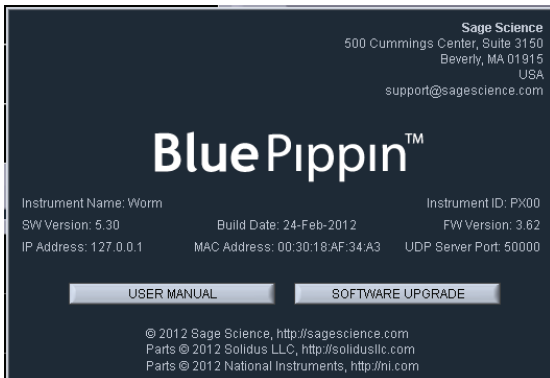 Sage Science
500 Cummings Center, Suite 3150
Beverly, MA 01915
USA
support@sagescience.com
BluePippin™
Instrument Name: Worm Instrument ID: PX00
SW Version: 5.30 Build Date: 24-Feb-2012 FW Version: 3.62
IP Address: 127.0.0.1 MAC Address: 00:30:18:AF:34:A3 UDP Server Port: 50000
USER MANUAL SOFTWARE UPGRADE
© 2012 Sage Science, http://sagescience.com
Parts © 2012 Solidus LLC, http://solidusllc.com
Parts © 2012 National Instruments, http://ni.com